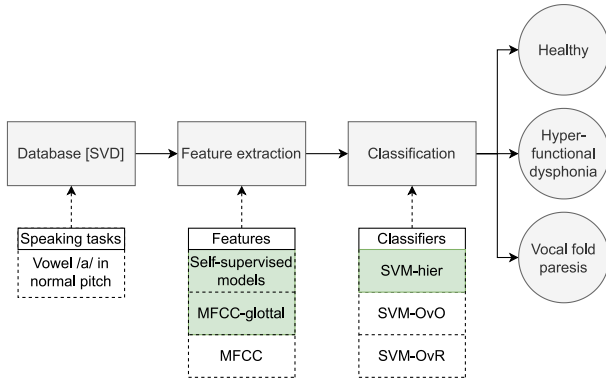 Healthy
Database [SVD]
Feature extraction
Classification
Hyper-
functional
dysphonia
Speaking tasks
Vowel /a/ in
normal pitch
Features
Self-supervised
models
MFCC-glottal
MFCC
Classifiers
SVM-hier
SVM-OvO
SVM-OvR
Vocal fold
paresis